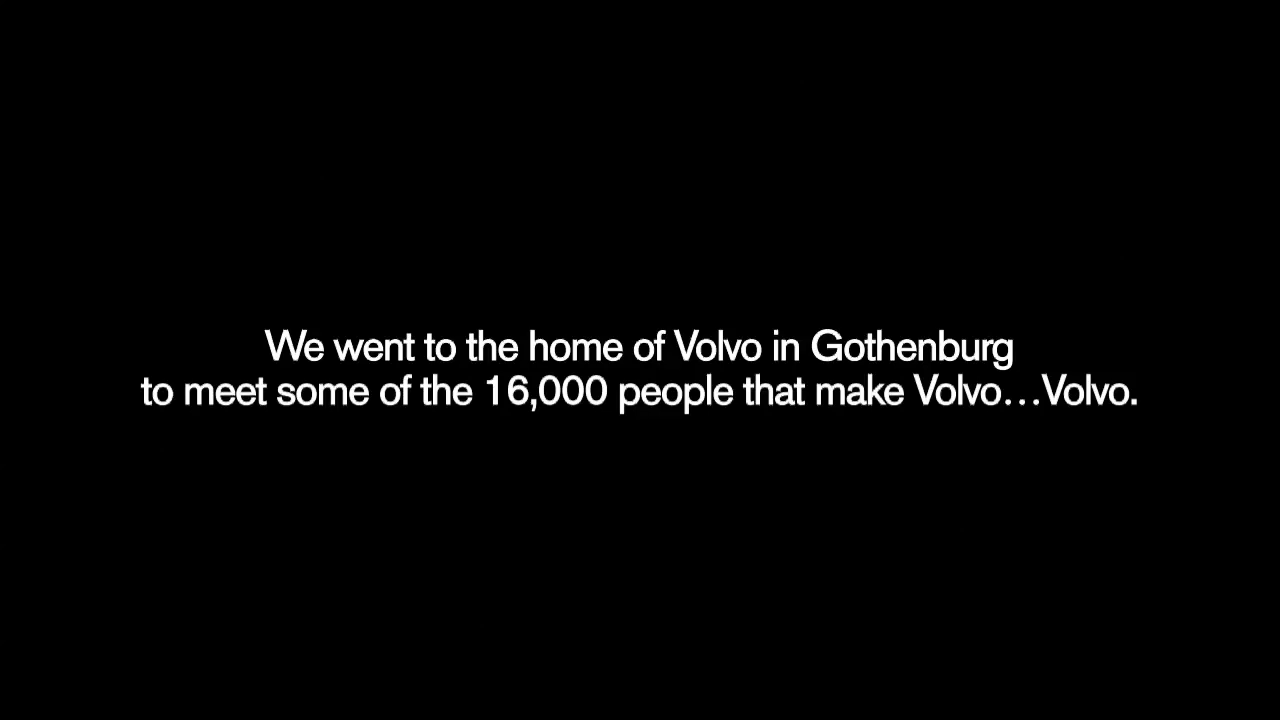 We went to the home of Volvo in Gothenburg
to meet some of the 16,000 people that make Volvo…Volvo.